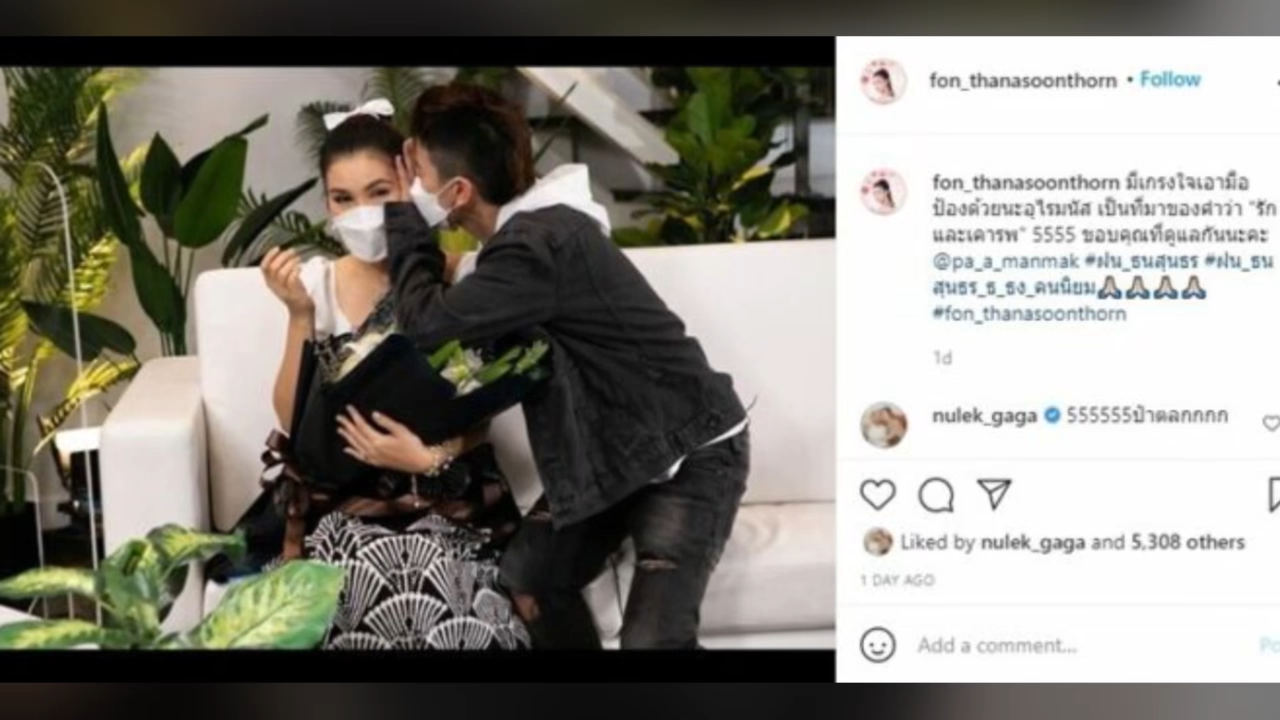 fon_thanasoonthorn • Follow
fon_thanasoonthorn มีเกรงใจเอามือ
ป้องด้วยนะอุไรมนัส เป็นที่มาของคำว่า "รัก
และเคารพ" 5555 ขอบคุณที่ดูแลกันนะคะ
@pa_a_manmak #ฝน_ธนสุนธร #ฝน_ธน
สุนธร_ธ_ธง_คนนิยม🙏🏻🙏🏻🙏🏻🙏🏻
#fon_thanasoonthorn
1d
nulek_gaga 555555ป้าตลกกกก
Liked by nulek_gaga and 5,308 others
1 DAY AGO
Add a comment...
Po